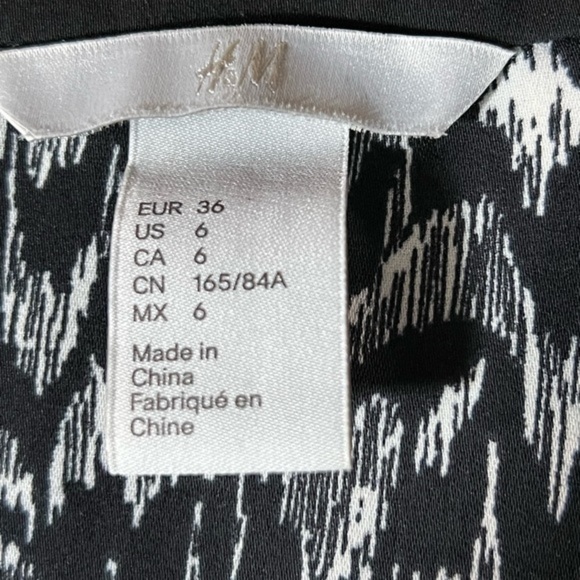 H&M
EUR 36
US 6
CA 6
CN 165/84A
MX 6
Made in
China
Fabriqué en
Chine